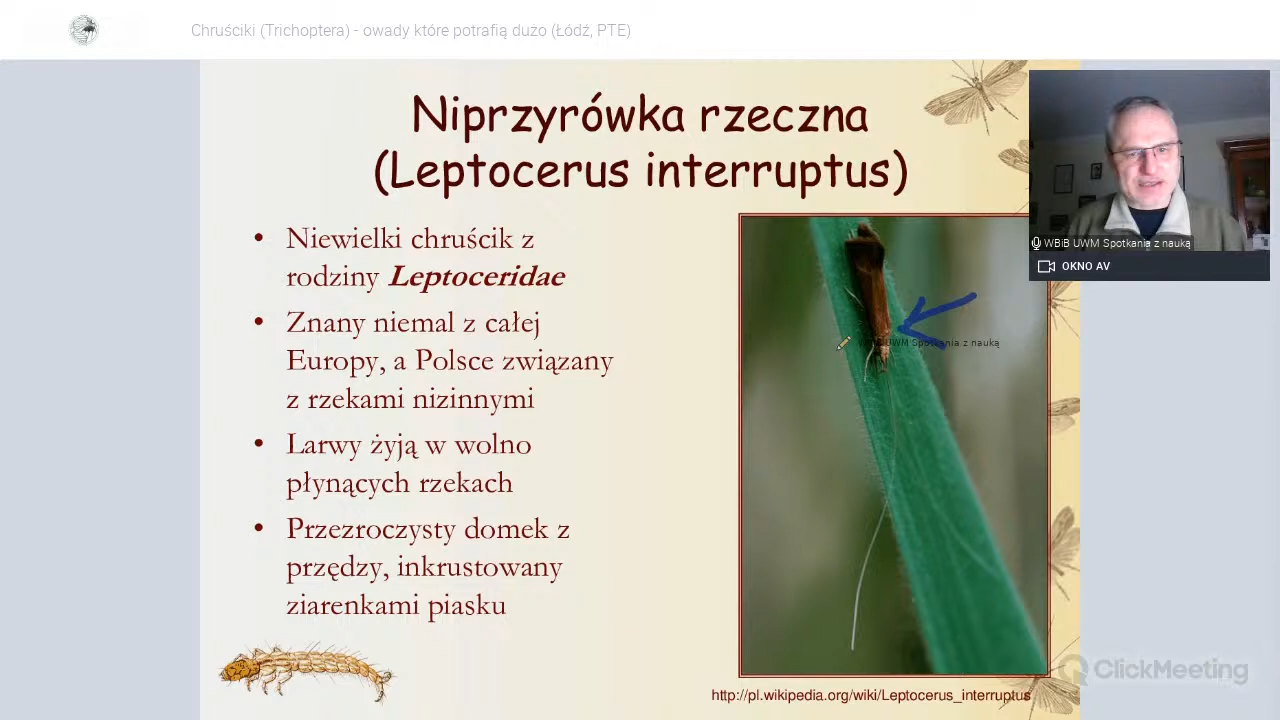 Chruściki (Trichoptera) - owady które potrafią dużo (Łódź, PTE)
Niprzyrówka rzeczna
(Leptocerus interruptus)
• Niewielki chruścik z
rodziny Leptoceridae
• Znany niemal z całej
Europy, a Polsce związany
z rzekami nizinnymi
• Larwy żyją w wolno
płynących rzekach
• Przezroczysty domek z
przędzy, inkrustowany
ziarenkami piasku
UWM Spotkania z nauką
http://pl.wikipedia.org/wiki/Leptocerus_interruptus
WBiB UWM Spotkania z nauką
OKNO AV
ClickMeeting